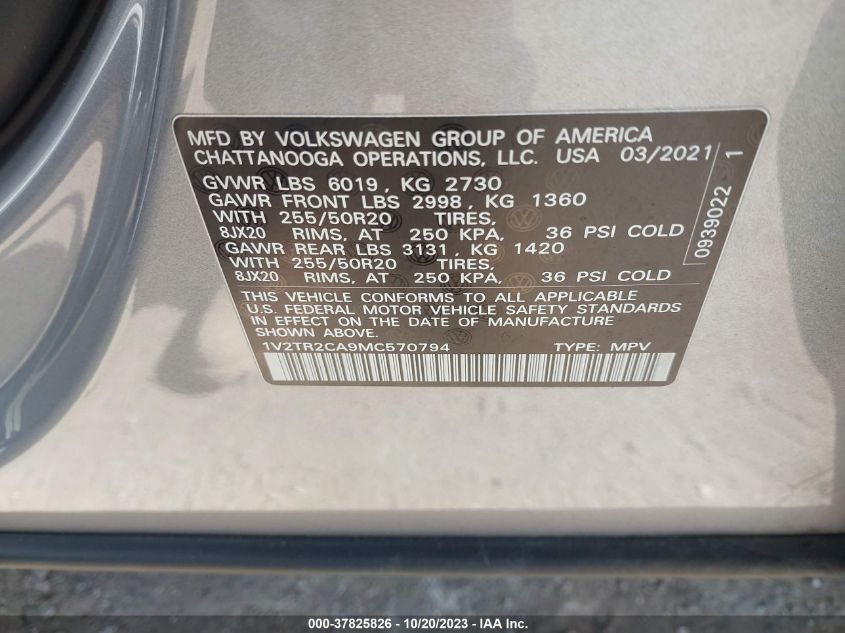 MFD BY VOLKSWAGEN GROUP OF AMERICA
CHATTANOOGA OPERATIONS, LLC. USA 03/2021
GVWR LBS 6019, KG 2730
GAWR FRONT LBS 2998, KG 1360
WITH 255/50R20 TIRES,
8JX20 RIMS, AT 250 KPA, 36 PSI COLD
GAWR REAR LBS 3131, KG 1420
WITH 255/50R20 TIRES,
8JX20 RIMS, AT 250 KPA, 36 PSI COLD
THIS VEHICLE CONFORMS TO ALL APPLICABLE
U.S. FEDERAL MOTOR VEHICLE SAFETY STANDARDS
IN EFFECT ON THE DATE OF MANUFACTURE
SHOWN ABOVE.
1V2TR2CA9MC570794 TYPE: MPV
0939022 1
000-37825826 - 10/20/2023 - IAA Inc.